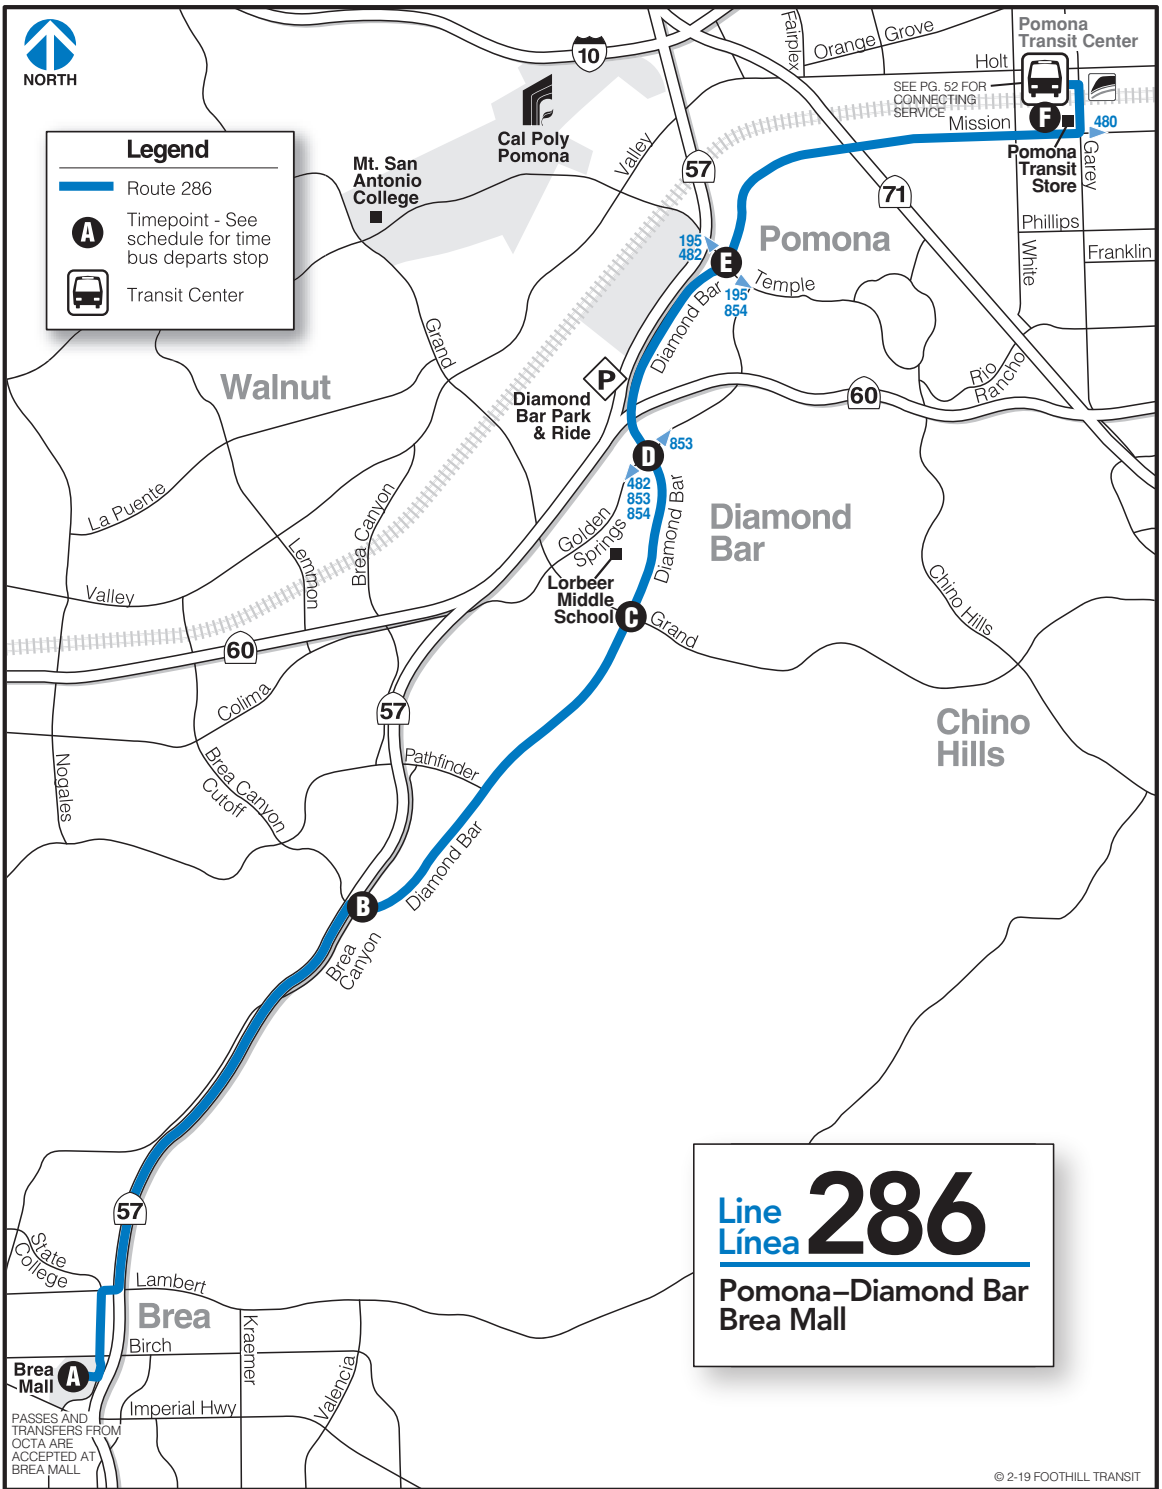 NORTH
Legend
Route 286
A
Timepoint - See
schedule for time
bus departs stop
Transit Center
10
Cal Poly
Pomona
Mt. San
Antonio
College
Valley
57
Fairplex
Orange Grove
Pomona
Transit Center
Holt
SEE PG. 52 FOR
CONNECTING
SERVICE
Mission
F
480
Pomona
Transit
Store
Garey
71
Phillips
White
Franklin
Pomona
195
482
E
Temple
195
854
Diamond Bar
Grand
Walnut
P
Diamond
Bar Park
& Ride
60
Rio
Rancho
D
853
482
853
854
Diamond Bar
Diamond
Bar
La Puente
Brea Canyon
Lemmon
Golden
Springs
Lorbeer
Middle
School
C
Grand
Chino Hills
Valley
60
Colima
57
Chino
Hills
Nogales
Brea Canyon
Cutoff
Pathfinder
Diamond Bar
B
Brea
Canyon
57
State
College
Lambert
Brea
Birch
Kraemer
Valencia
Brea
Mall
A
Imperial Hwy
PASSES AND
TRANSFERS FROM
OCTA ARE
ACCEPTED AT
BREA MALL
Line
Línea
286
Pomona–Diamond Bar
Brea Mall
© 2-19 FOOTHILL TRANSIT